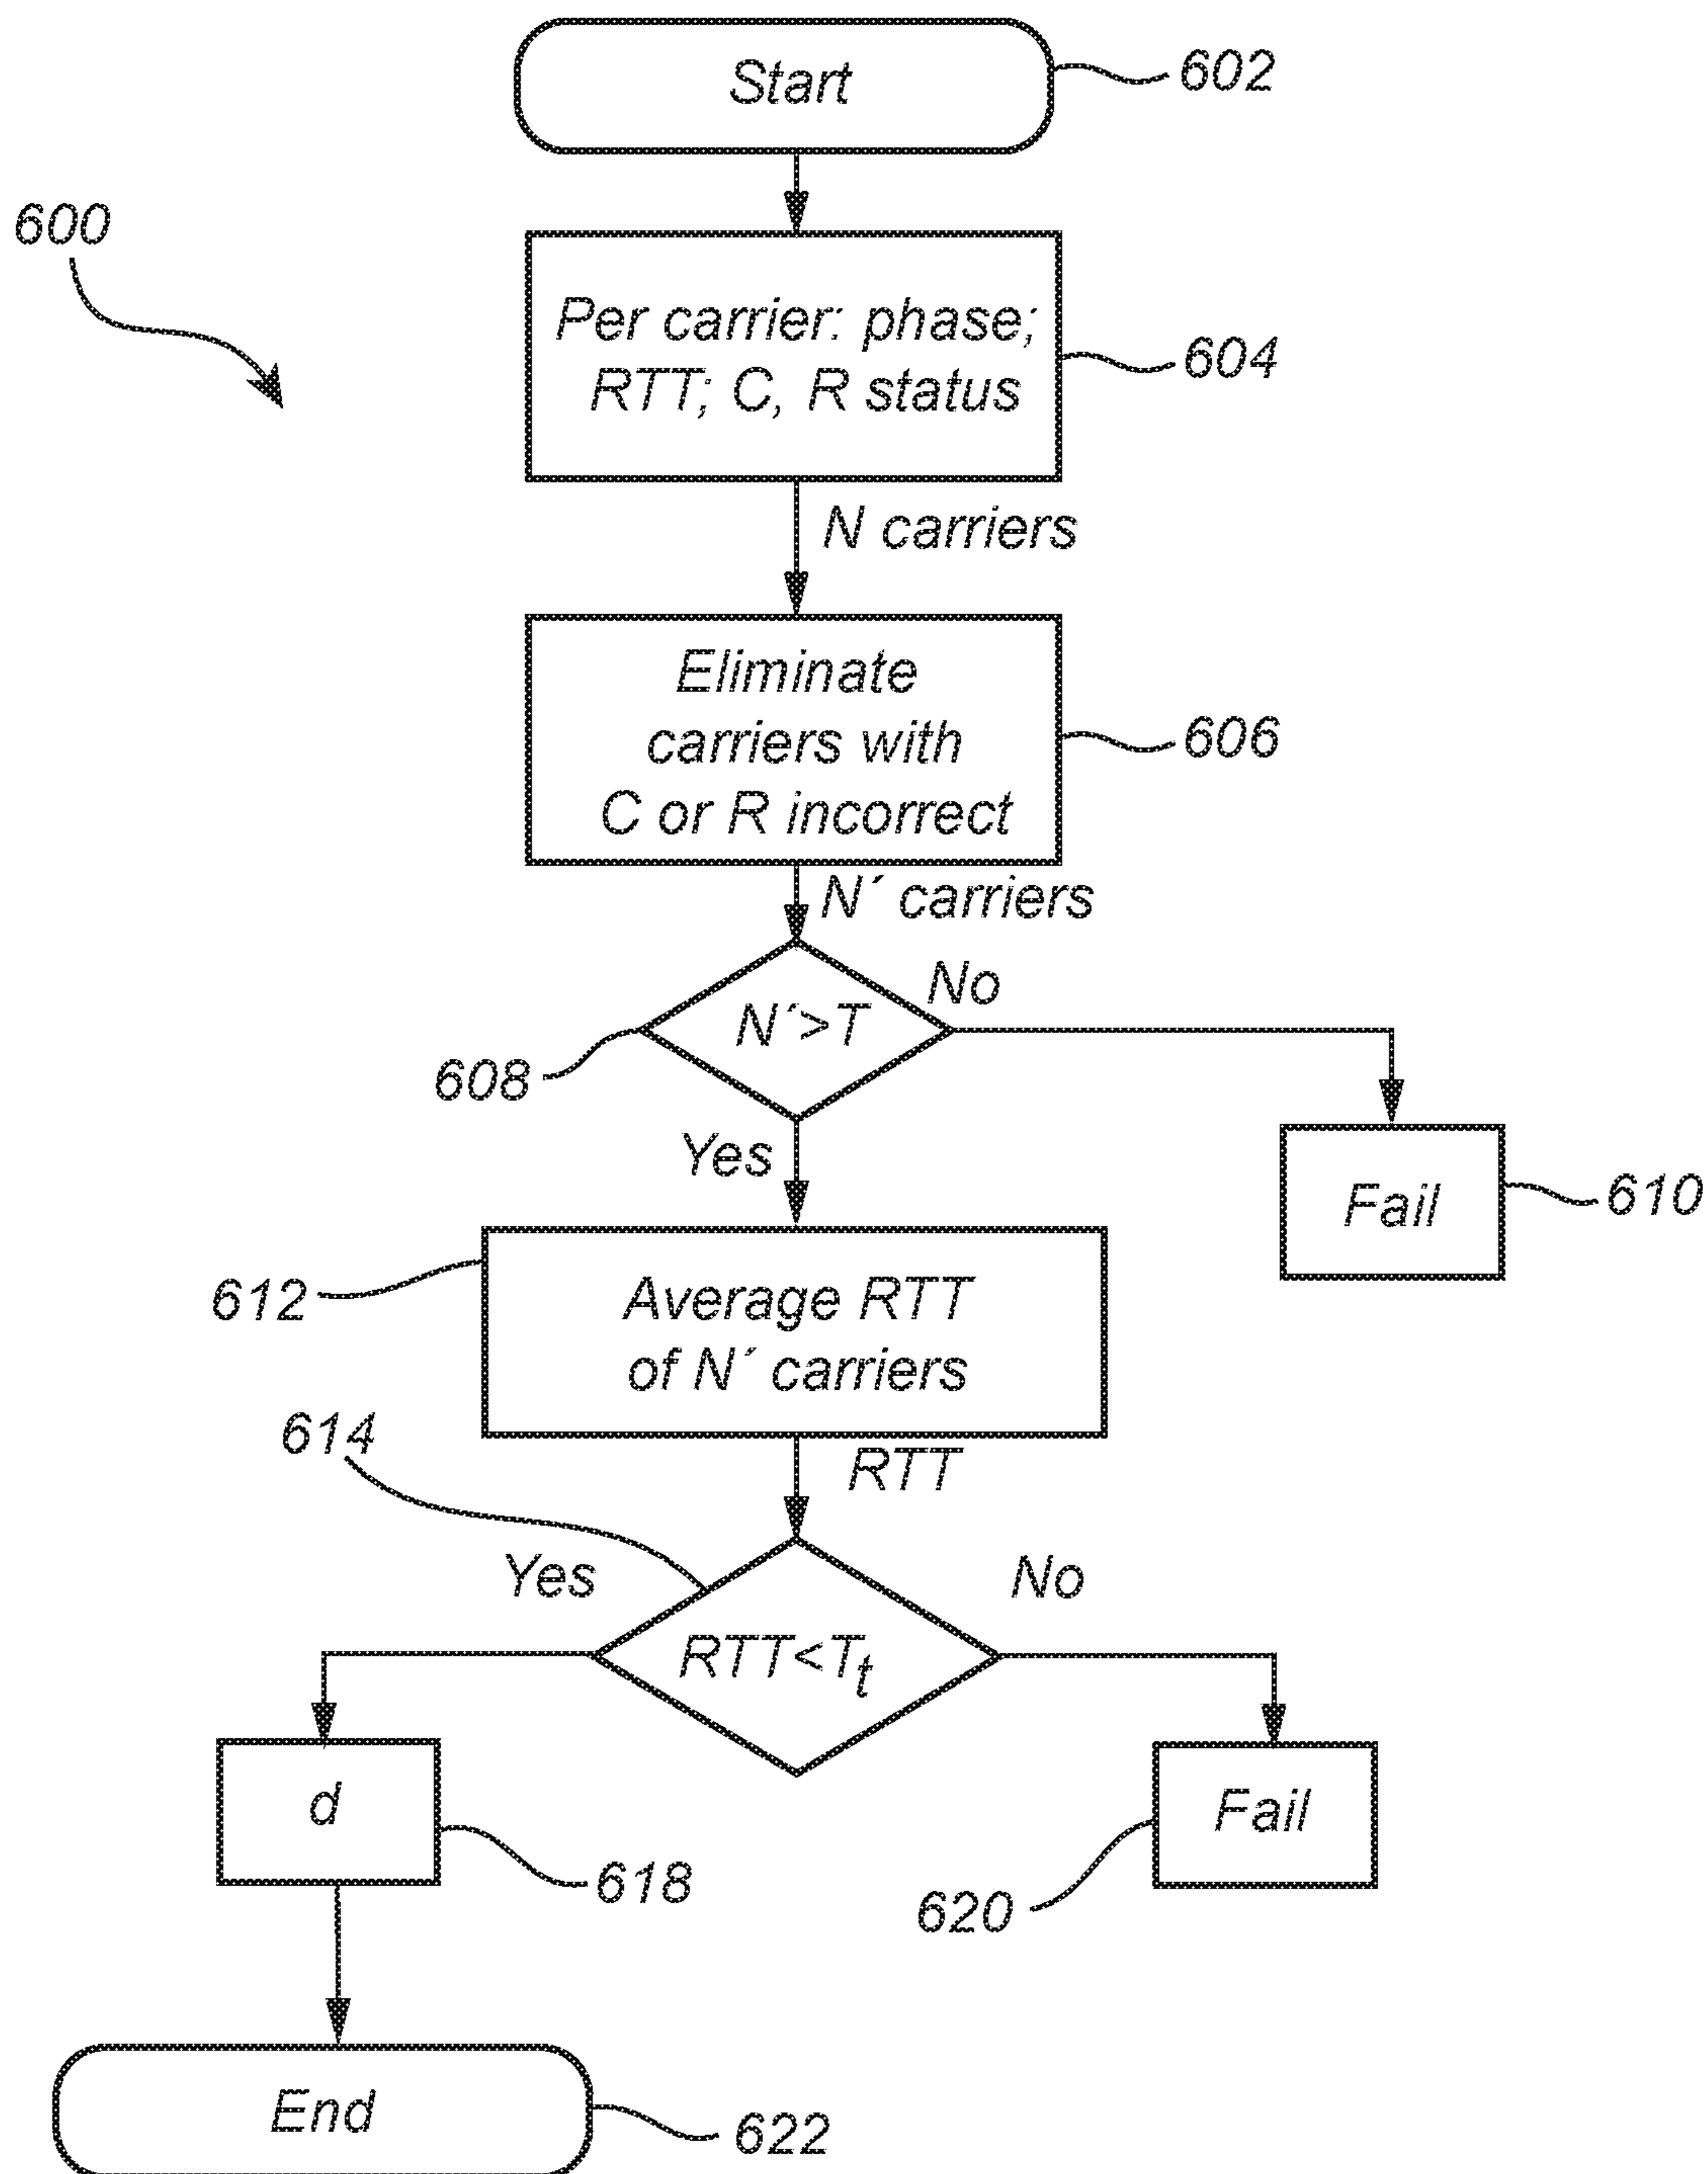 Start
602
600
Per carrier: phase;
RTT; C, R status
604
N carriers
Eliminate
carriers with
C or R incorrect
606
N´ carriers
N´>T
No
608
Yes
Fail
610
612
Average RTT
of N´ carriers
614
RTT
Yes
No
RTT<Tt
d
Fail
618
620
End
622